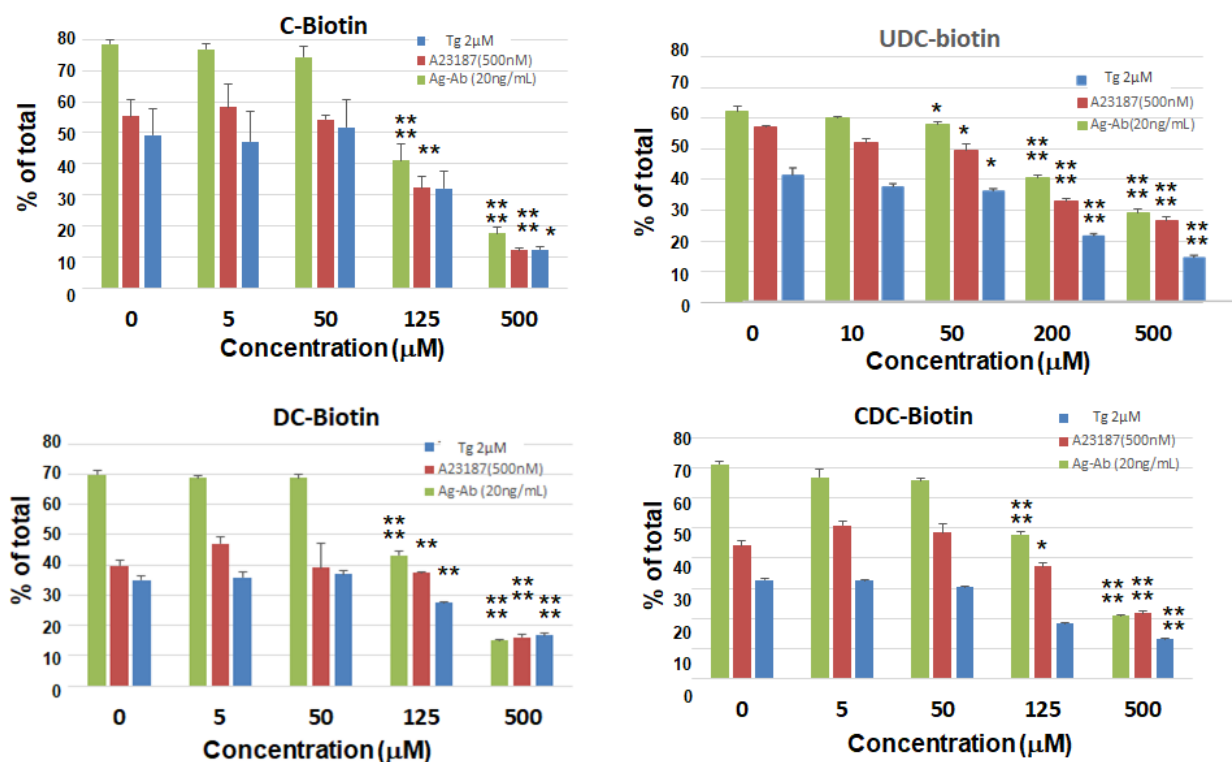 C-Biotin
Tg 2μM
A23187(500nM)
Ag-Ab (20ng/mL)
% of total
80
70
60
50
40
30
20
10
0
** ** **
** ** ** ** *
0 5 50 125 500
Concentration (μM)
UDC-biotin
Tg 2μM
A23187(500nM)
Ag-Ab(20ng/mL)
% of total
80
70
60
50
40
30
20
10
0
*
*
*
** **
** **
** **
** **
** **
** **
0 10 50 200 500
Concentration (μM)
DC-Biotin
Tg 2μM
A23187(500nM)
Ag-Ab (20ng/mL)
% of total
80
70
60
50
40
30
20
10
0
** **
**
**
** **
** **
** **
0 5 50 125 500
Concentration (μM)
CDC-Biotin
Tg 2μM
A23187(500nM)
Ag-Ab (20ng/mL)
% of total
80
70
60
50
40
30
20
10
0
** **
*
** **
** **
** **
0 5 50 125 500
Concentration (μM)